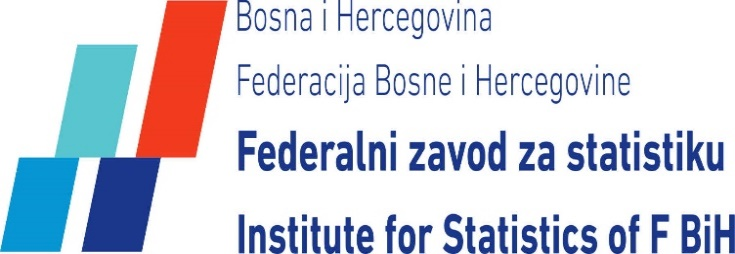 Bosna i Hercegovina
Federacija Bosne i Hercegovine
Federalni zavod za statistiku
Institute for Statistics of F BiH